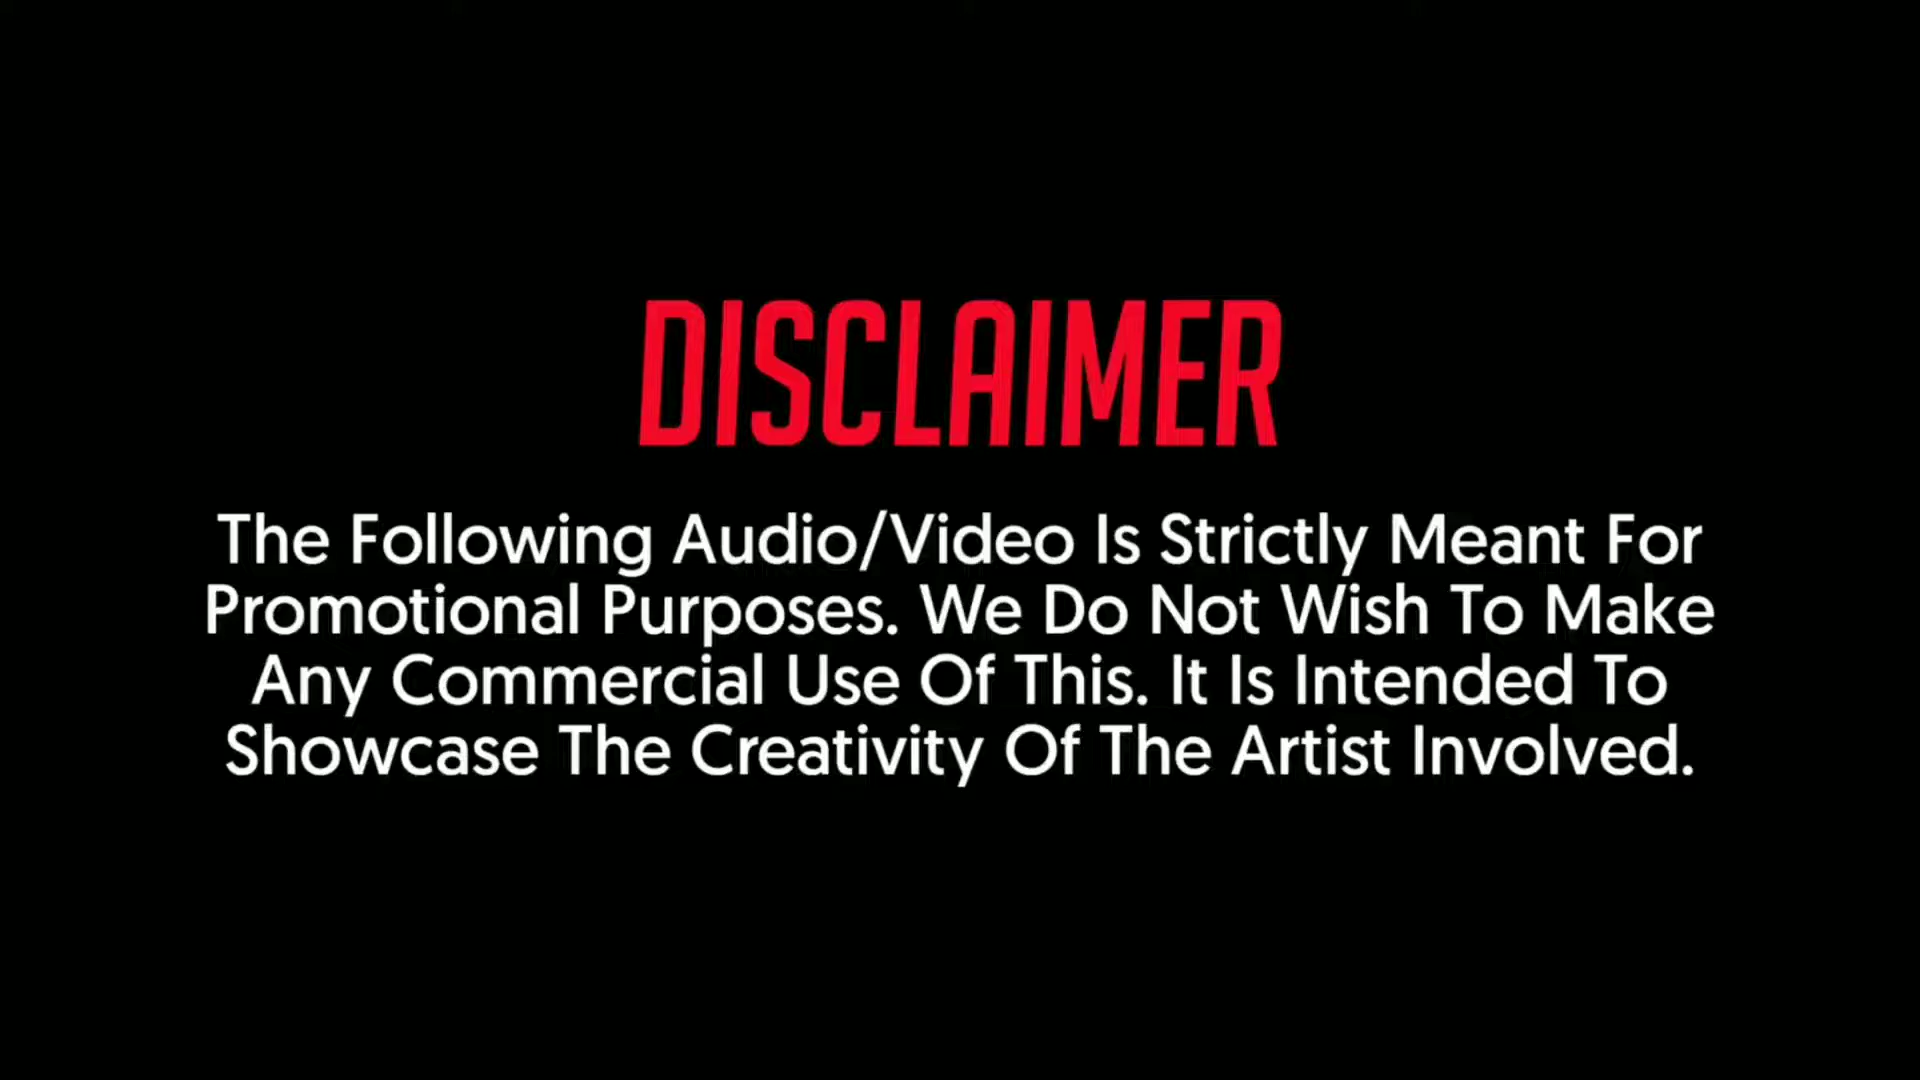 DISCLAIMER
The Following Audio/Video Is Strictly Meant For
Promotional Purposes. We Do Not Wish To Make
Any Commercial Use Of This. It Is Intended To
Showcase The Creativity Of The Artist Involved.